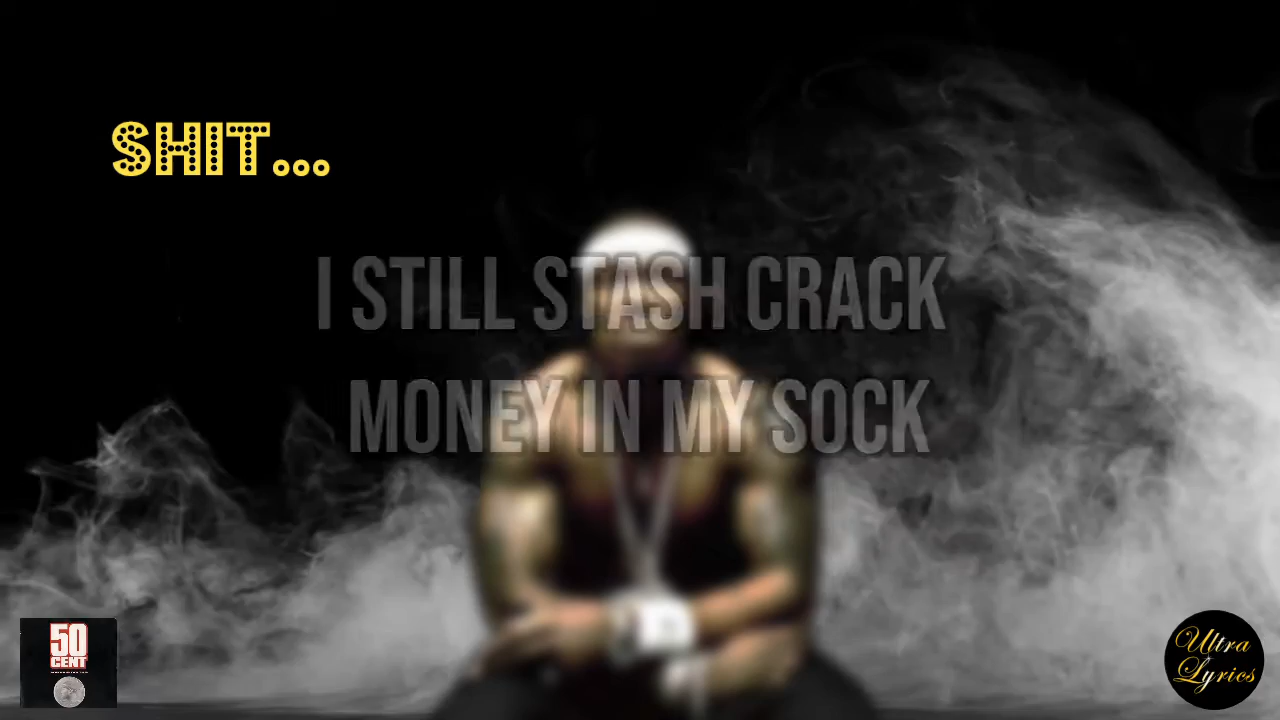 SHIT...
I STILL STASH CRACK
MONEY IN MY SOCK
50
CENT
Ultra
Lyrics